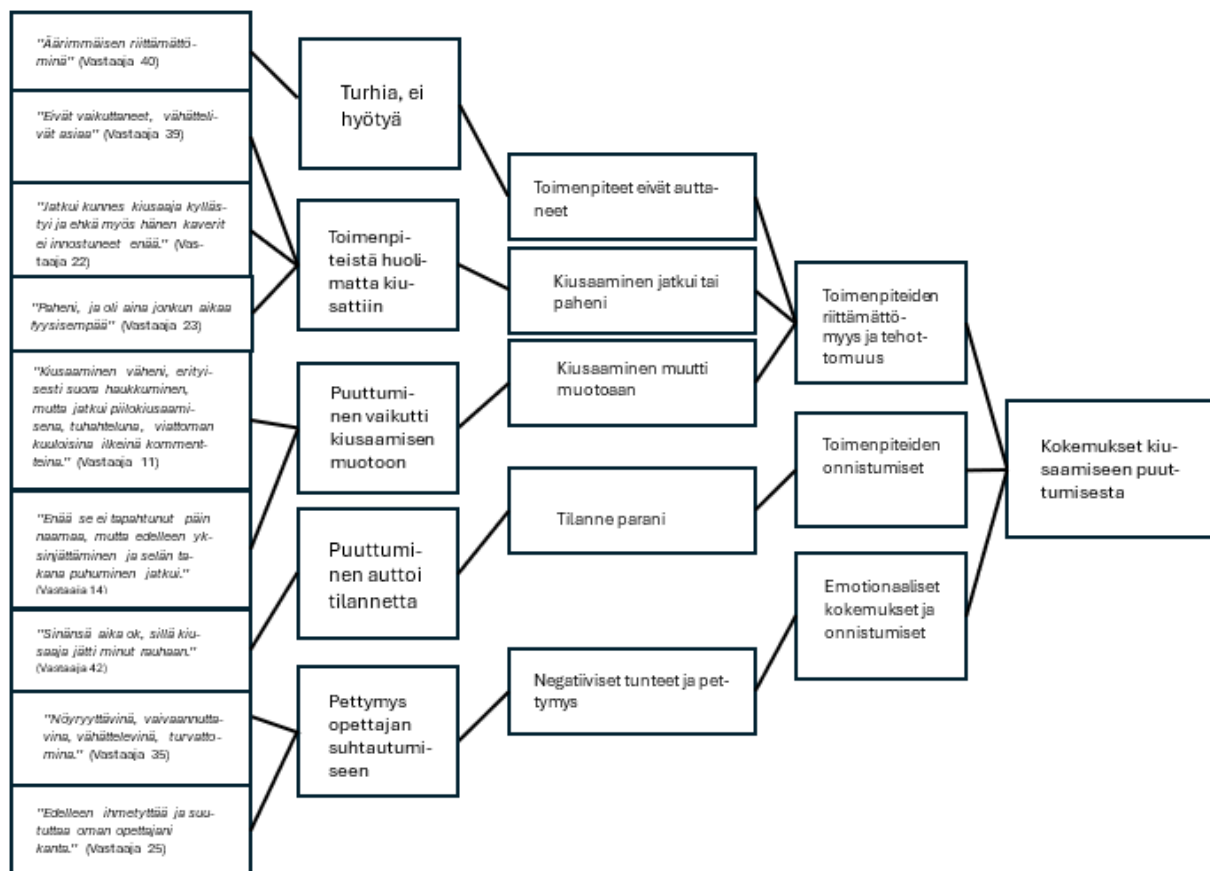 "Äärimmäisen riittämättö-
minä" (Vastaaja 40)
"Eivät vaikuttaneet, vähätteli-
vät asiaa" (Vastaaja 39)
"Jatkui kunnes kiusaaja kylläs-
tyi ja ehkä myös hänen kaverit
ei innostuneet enää." (Vas-
taaja 22)
"Paheni, ja oli aina jonkun aikaa
fyysisempää" (Vastaaja 23)
"Kiusaaminen väheni, erityi-
sesti suora haukkuminen,
mutta jatkui piilokiusaami-
sena, tuhahteluna, viattoman
kuuloisina ilkeinä komment-
teina." (Vastaaja 11)
"Enää se ei tapahtunut päin
naamaa, mutta edelleen yk-
sinjättäminen ja selän ta-
kana puhuminen jatkui."
(Vastaaja 14)
"Sinänsä aika ok, sillä kiu-
saaja jätti minut rauhaan."
(Vastaaja 42)
"Nöyryyttävinä, vaivaannutta-
vina, vähättelevinä, turvatto-
mina." (Vastaaja 35)
"Edelleen ihmetyttää ja suu-
tuttaa oman opettajani
kanta." (Vastaaja 25)
Turhia, ei
hyötyä
Toimenpi-
teistä huoli-
matta kiu-
sattiin
Puuttumi-
nen vaikutti
kiusaamisen
muotoon
Puuttumi-
nen auttoi
tilannetta
Pettymys
opettajan
suhtautumi-
seen
Toimenpiteet eivät autta-
neet
Kiusaaminen jatkui tai
paheni
Kiusaaminen muutti
muotoaan
Tilanne parani
Negatiiviset tunteet ja pet-
tymys
Toimenpiteiden
riittämättö-
myys ja tehot-
tomuus
Toimenpiteiden
onnistumiset
Emotionaaliset
kokemukset ja
onnistumiset
Kokemukset kiu-
saamiseen puut-
tumisesta